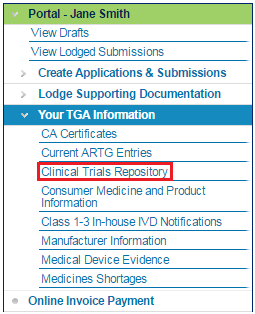 Portal - Jane Smith
View Drafts
View Lodged Submissions
Create Applications & Submissions
Lodge Supporting Documentation
Your TGA Information
CA Certificates
Current ARTG Entries
Clinical Trials Repository
Consumer Medicine and Product
Information
Class 1-3 In-house IVD Notifications
Manufacturer Information
Medical Device Evidence
Medicines Shortages
Online Invoice Payment